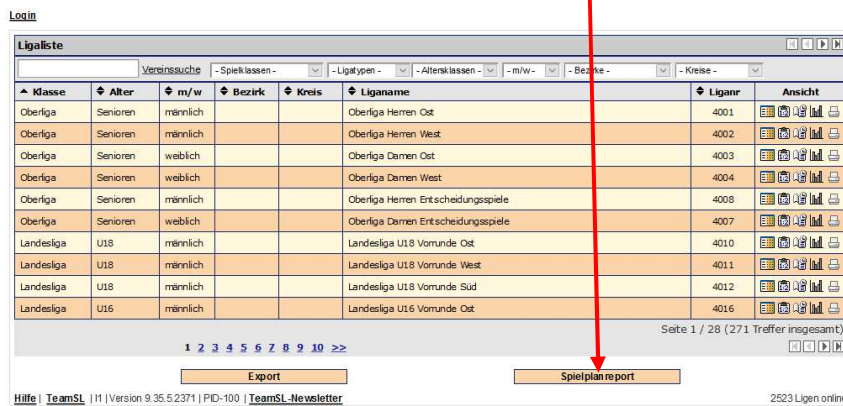 Login
Ligaliste
Vereinssuche - Spielklassen - - Ligatypen - - Altersklassen - - m/w - - Bezirke - - Kreise -
Klasse Alter m/w Bezirk Kreis Liganame Liganr Ansicht
Oberliga Senioren männlich Oberliga Herren Ost 4001
Oberliga Senioren männlich Oberliga Herren West 4002
Oberliga Senioren weiblich Oberliga Damen Ost 4003
Oberliga Senioren weiblich Oberliga Damen West 4004
Oberliga Senioren männlich Oberliga Herren Entscheidungsspiele 4008
Oberliga Senioren weiblich Oberliga Damen Entscheidungsspiele 4007
Landesliga U18 männlich Landesliga U18 Vorrunde Ost 4010
Landesliga U18 männlich Landesliga U18 Vorrunde West 4011
Landesliga U18 männlich Landesliga U18 Vorrunde Süd 4012
Landesliga U16 männlich Landesliga U16 Vorrunde Ost 4016
Seite 1 / 28 (271 Treffer insgesamt)
1 2 3 4 5 6 7 8 9 10 >>
Export Spielplanreport
Hilfe | TeamSL | l1 | Version 9.35.5.2371 | PID-100 | TeamSL-Newsletter 2523 Ligen online